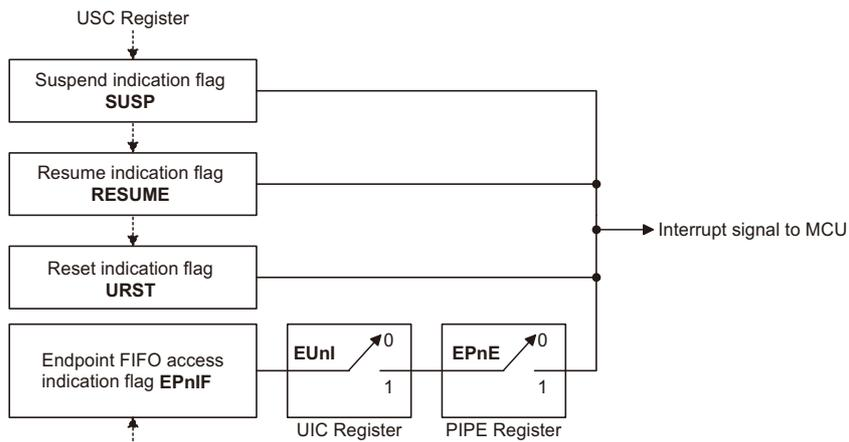 USC Register
Suspend indication flag
SUSP
Resume indication flag
RESUME
Interrupt signal to MCU
Reset indication flag
URST
Endpoint FIFO access
indication flag EPnIF
EUnI
0
1
EPnE
0
1
UIC Register
PIPE Register